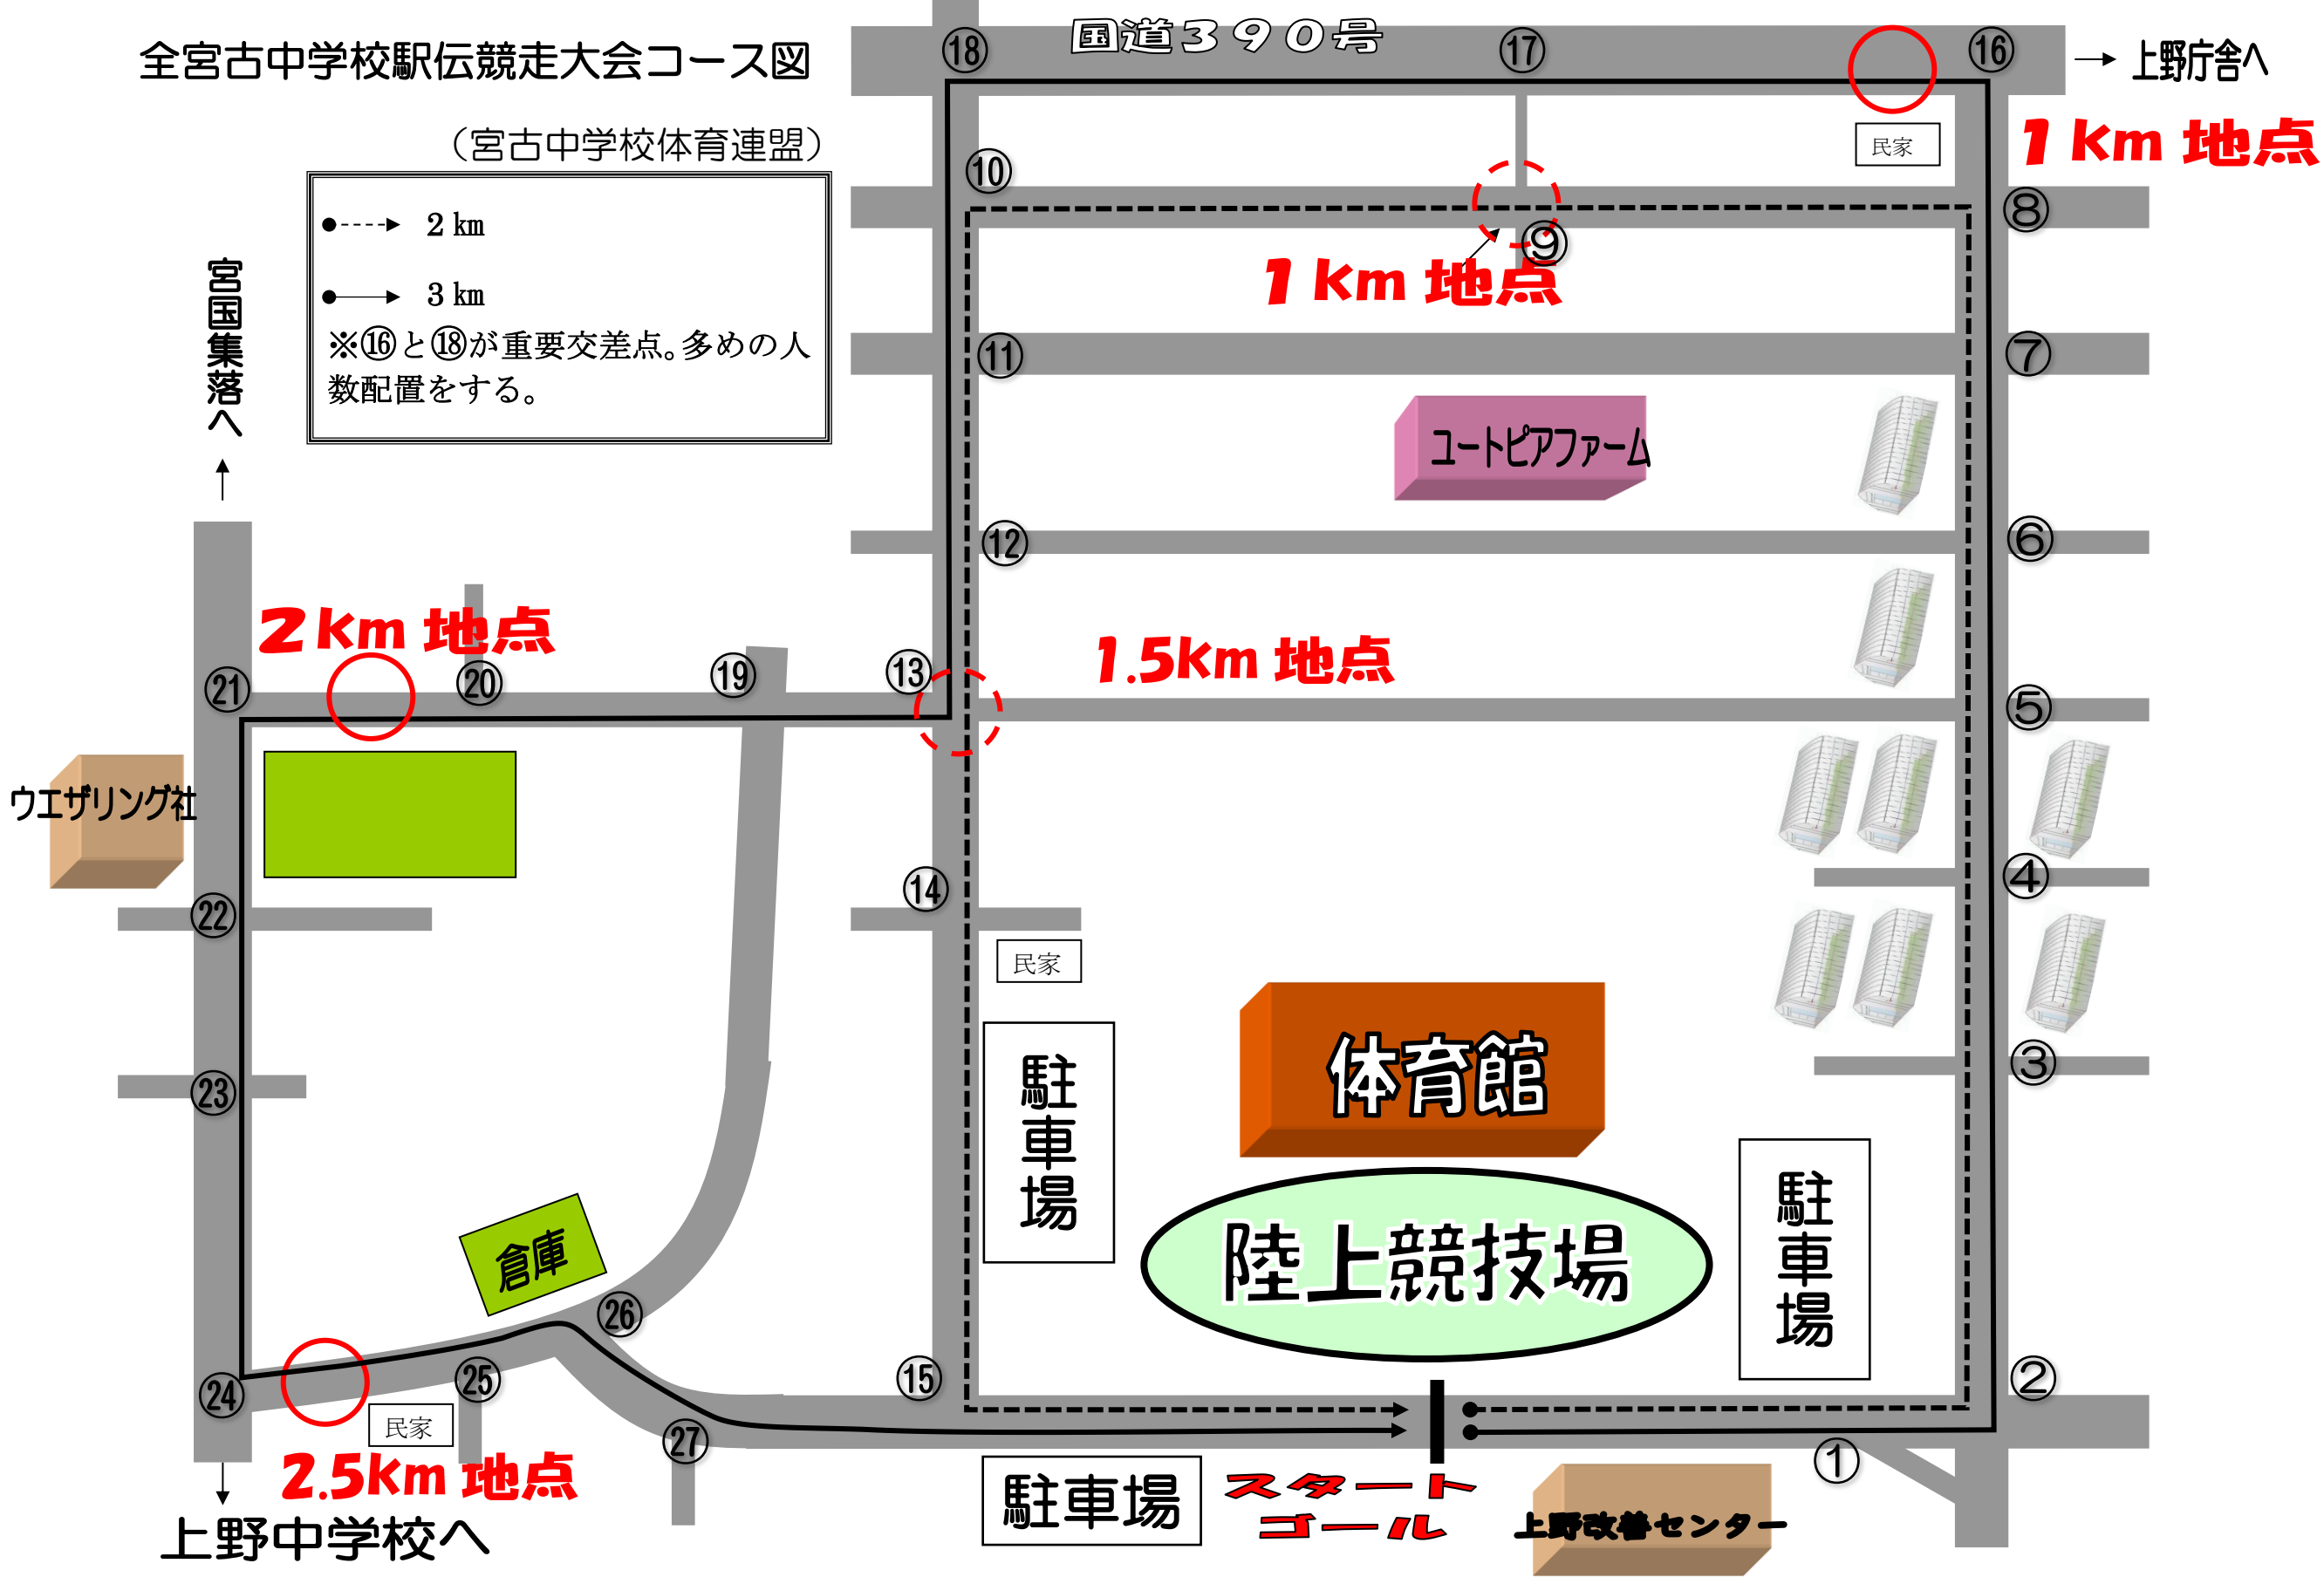 全宮古中学校駅伝競走大会コース図
(宮古中学校体育連盟)
2 km
3 km
※⑯と⑱が重要交差点。多めの人
数配置をする。
国道390号
⑱
⑰
⑯
→ 上野庁舎へ
1 km 地点
民家
⑩
⑧
⑨
1 km 地点
宮国集落へ
⑪
⑦
ユートピアファーム
⑫
⑥
2km 地点
1.5km 地点
㉑
⑳
⑲
⑬
⑤
ウエザリング社
④
⑭
㉒
民家
㉓
③
駐車場
体育館
陸上競技場
駐車場
倉庫
㉖
㉔
㉕
⑮
②
民家
㉗
①
2.5km 地点
駐車場
スタート
ゴール
上野改善センター
上野中学校へ